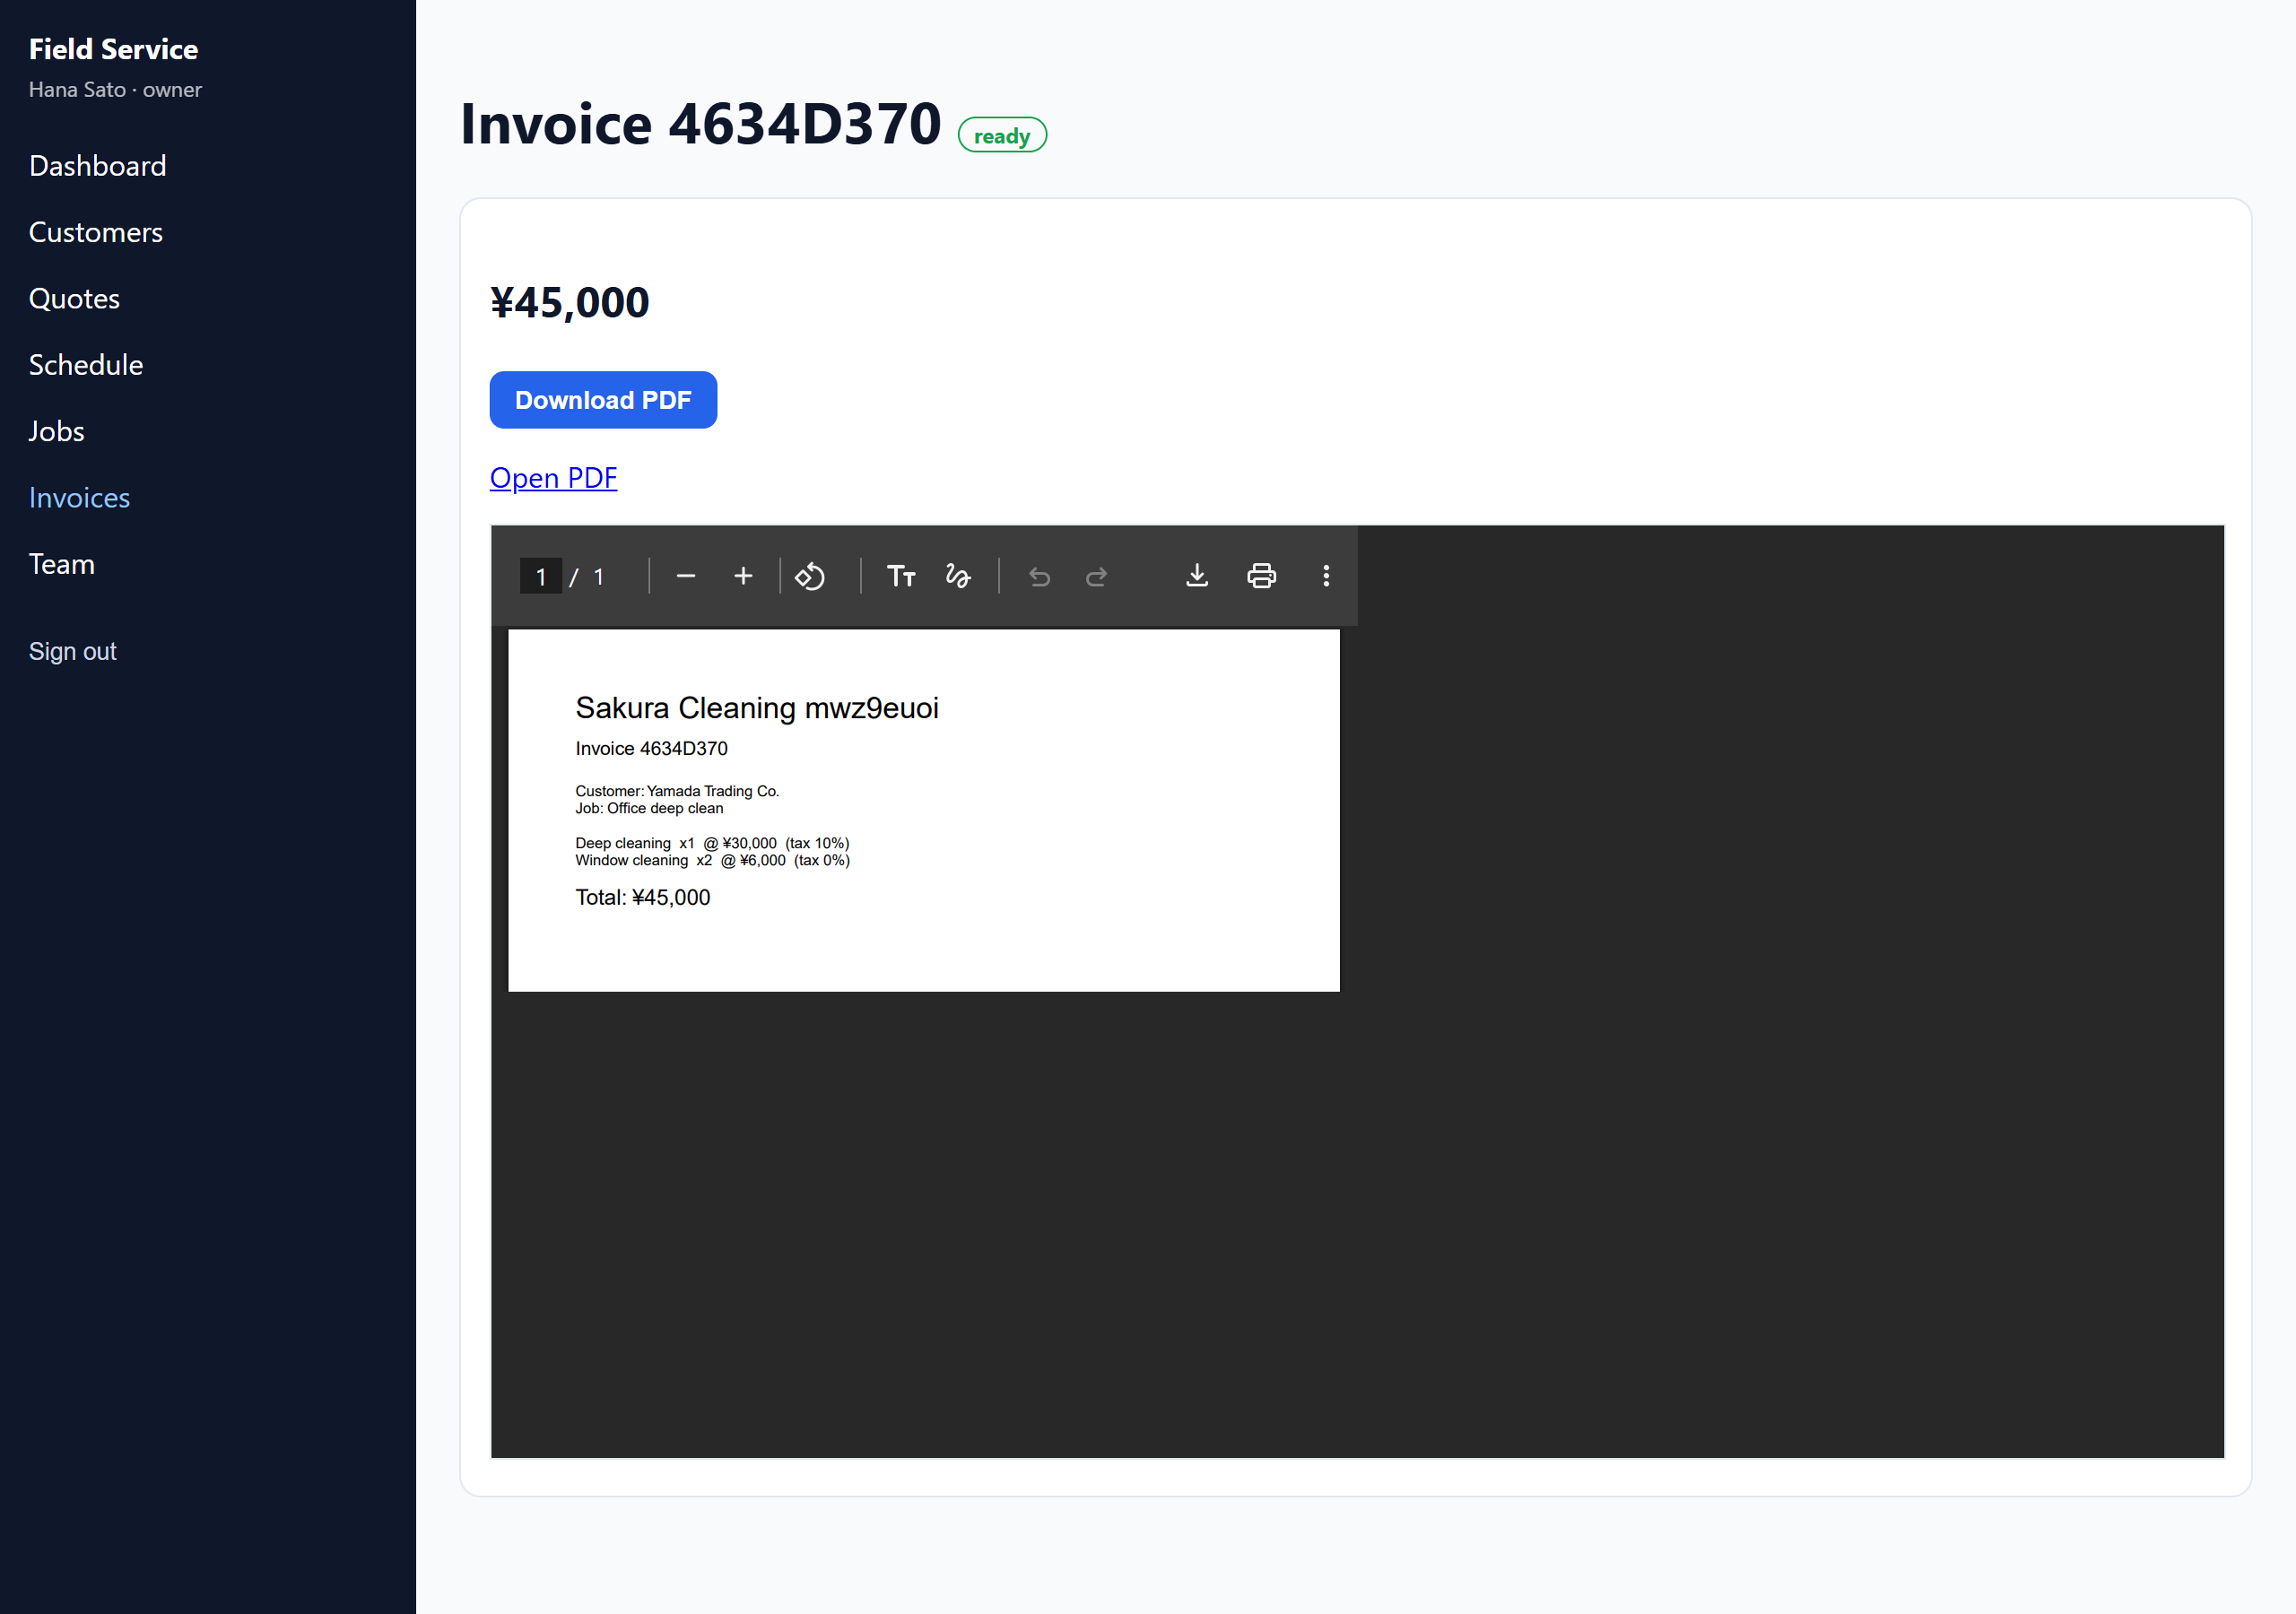 Field Service
Hana Sato · owner
Dashboard
Customers
Quotes
Schedule
Jobs
Invoices
Team
Sign out
Invoice 4634D370 ready
¥45,000
Download PDF
Open PDF
1 / 1
Sakura Cleaning mwz9euoi
Invoice 4634D370
Customer: Yamada Trading Co.
Job: Office deep clean
Deep cleaning x1 @ ¥30,000 (tax 10%)
Window cleaning x2 @ ¥6,000 (tax 0%)
Total: ¥45,000